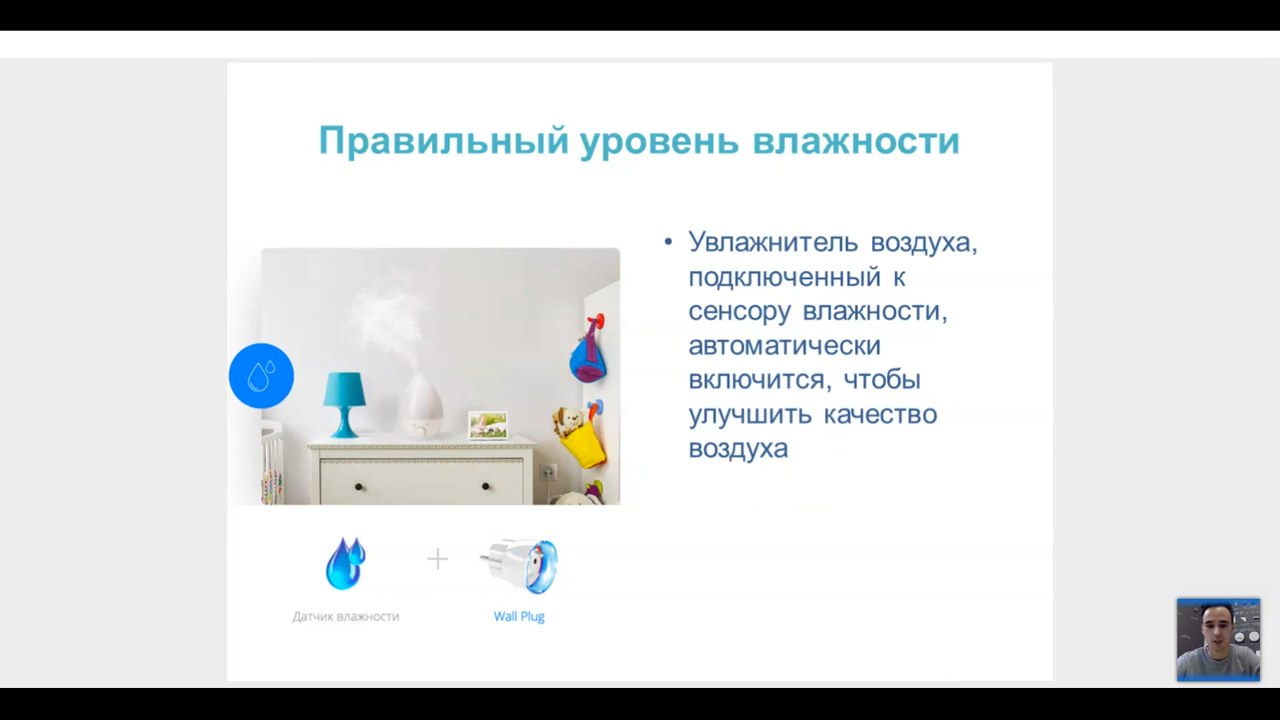 Правильный уровень влажности
• Увлажнитель воздуха,
подключенный к
сенсору влажности,
автоматически
включится, чтобы
улучшить качество
воздуха
+
Датчик влажности
Wall Plug